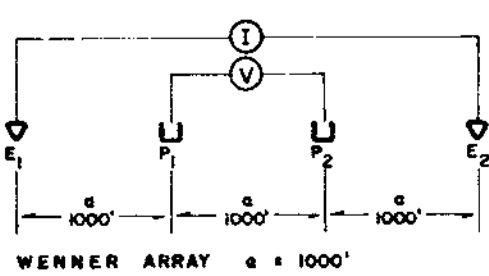 I
V
E1 P1 P2 E2
a a a
1000' 1000' 1000'
WENNER ARRAY a = 1000'